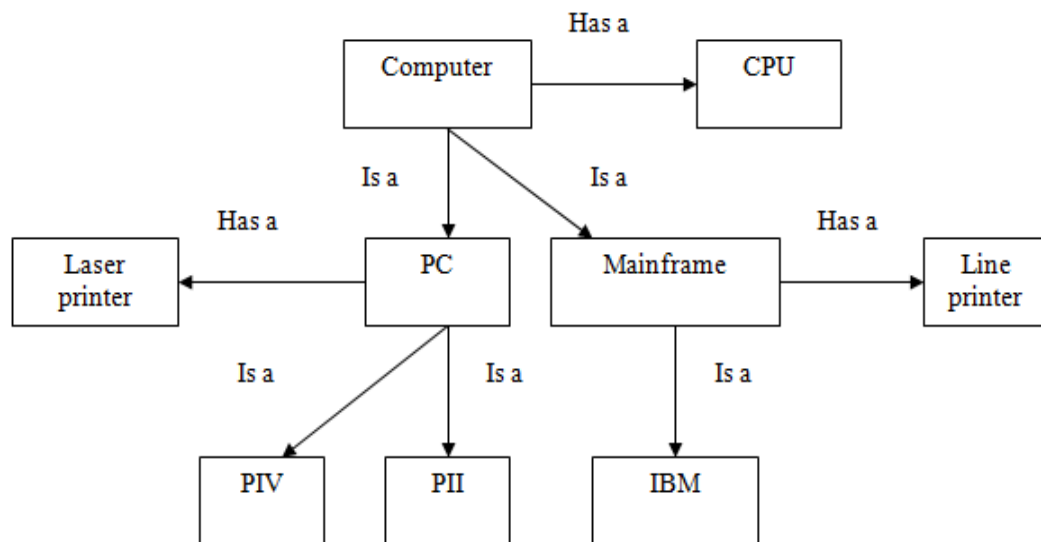 Has a
Computer
CPU
Is a
Is a
Has a
Has a
Laser
printer
PC
Mainframe
Line
printer
Is a
Is a
Is a
PIV
PII
IBM